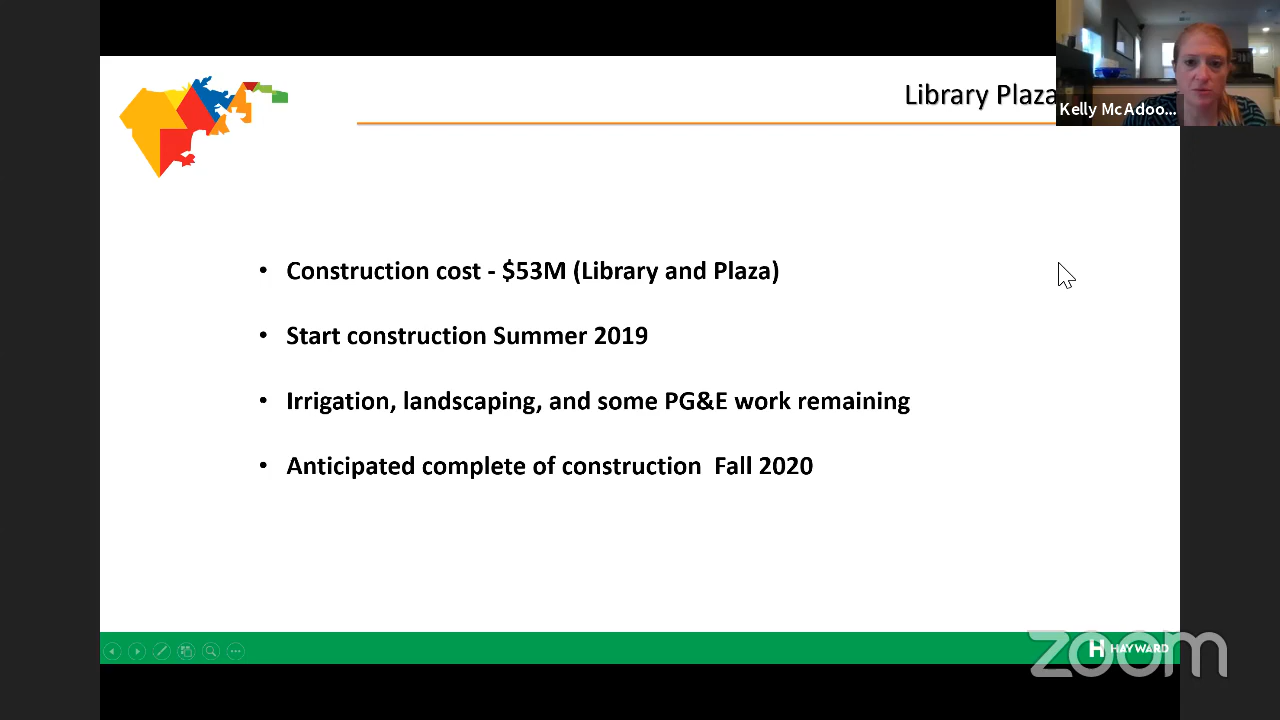 Library Plaza
Kelly McAdoo...
• Construction cost - $53M (Library and Plaza)
• Start construction Summer 2019
• Irrigation, landscaping, and some PG&E work remaining
• Anticipated complete of construction  Fall 2020
H HAYWARD
zoom